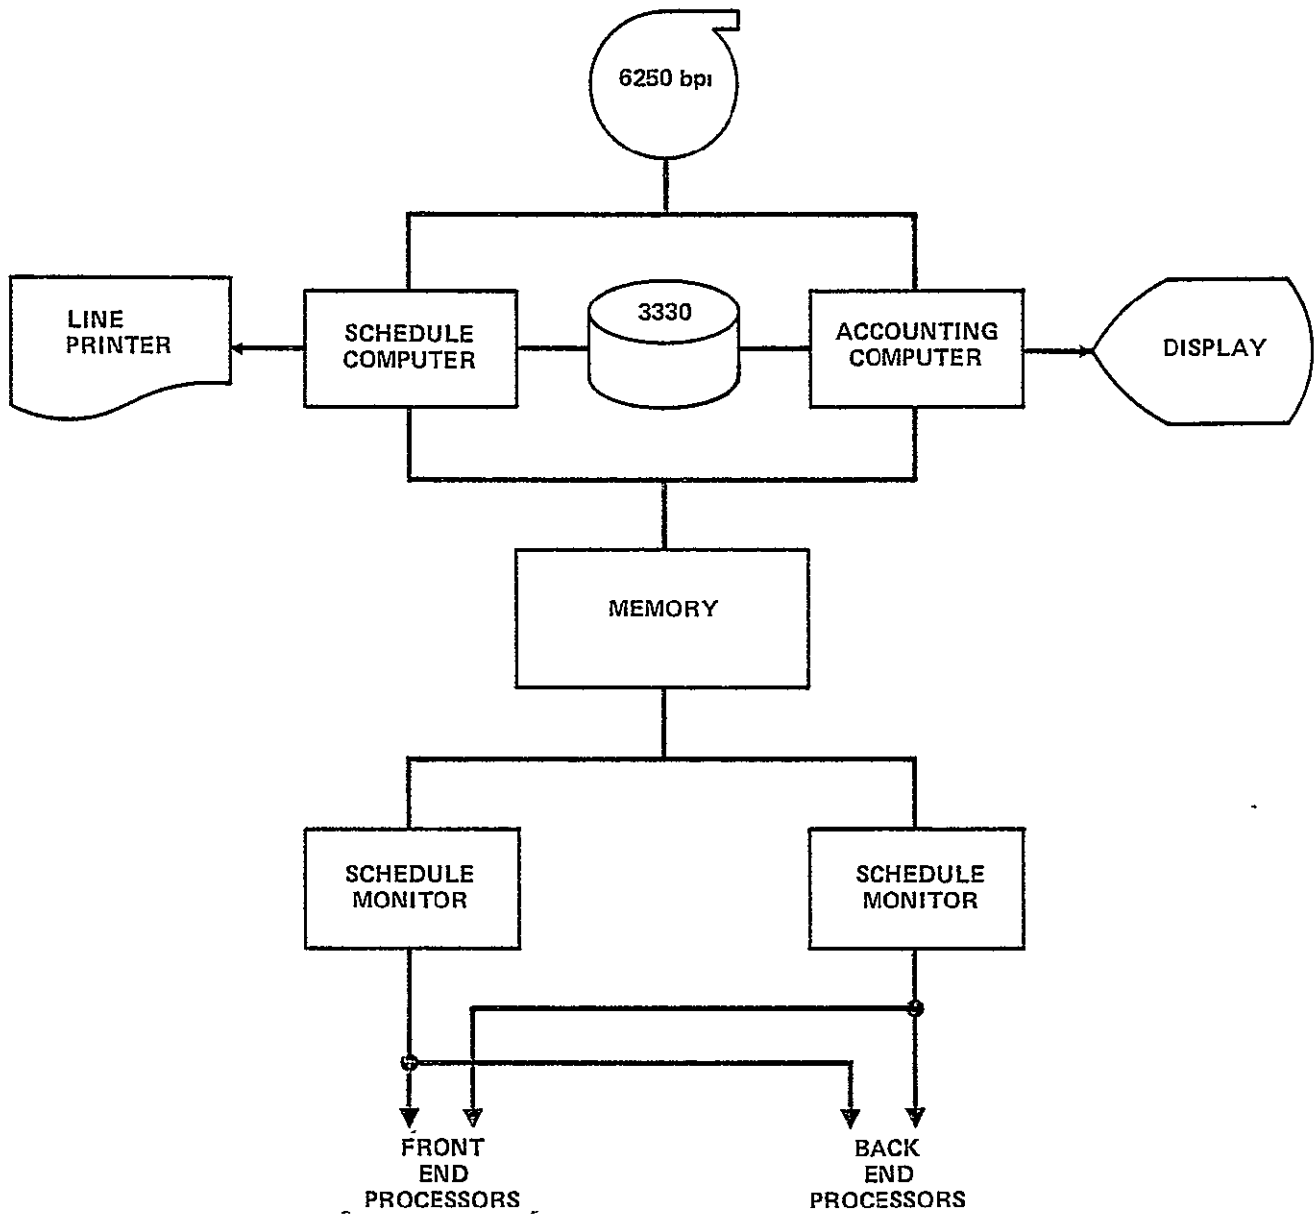 6250 bpi
LINE
PRINTER
SCHEDULE
COMPUTER
3330
ACCOUNTING
COMPUTER
DISPLAY
MEMORY
SCHEDULE
MONITOR
SCHEDULE
MONITOR
FRONT
END
PROCESSORS
BACK
END
PROCESSORS